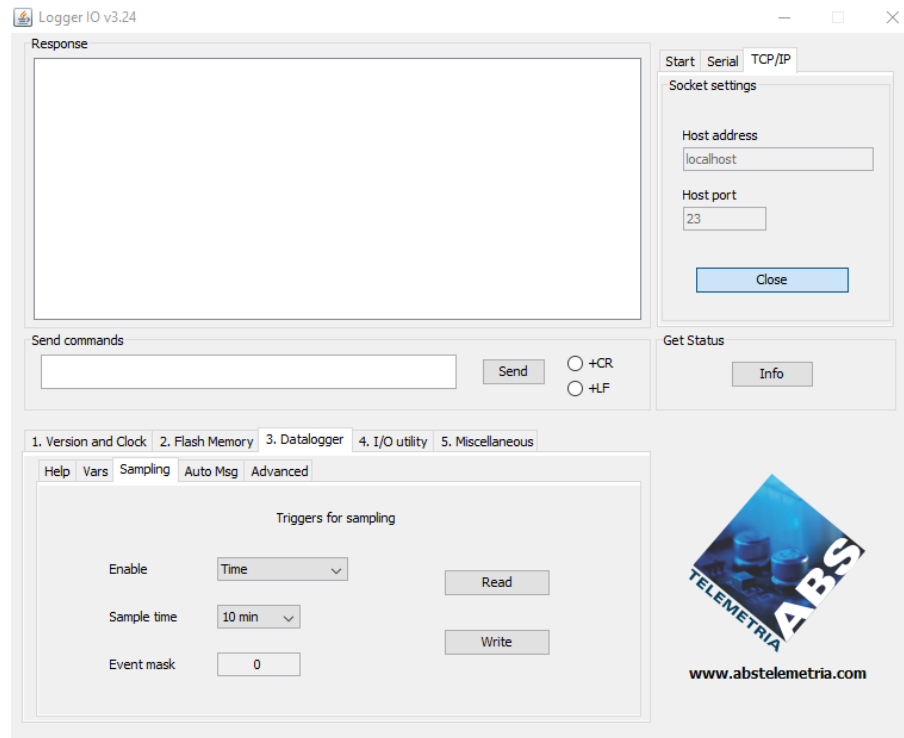 Logger IO v3.24
Response
Start Serial TCP/IP
Socket settings
Host address
localhost
Host port
23
Close
Send commands
Send
+CR
+LF
Get Status
Info
1. Version and Clock 2. Flash Memory 3. Datalogger 4. I/O utility 5. Miscellaneous
Help Vars Sampling Auto Msg Advanced
Triggers for sampling
Enable Time
Read
Sample time 10 min
Write
Event mask 0
TELEMETRIA ABS
www.abstelemetria.com